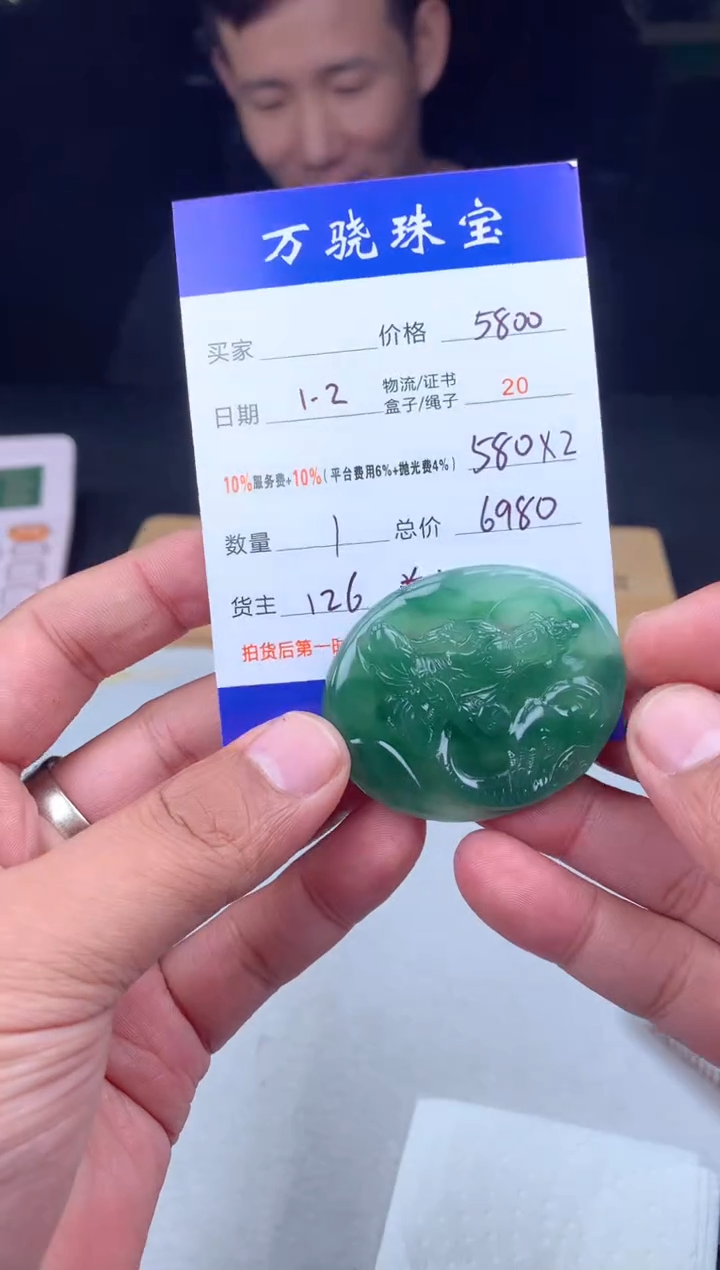 万骁珠宝
买家 价格 5800
日期 1-2 物流/证书 盒子/绳子 20
10%服务费+10%(平台费用6%+抛光费4%) 580X2
数量 1 总价 6980
货主 126
拍货后第一